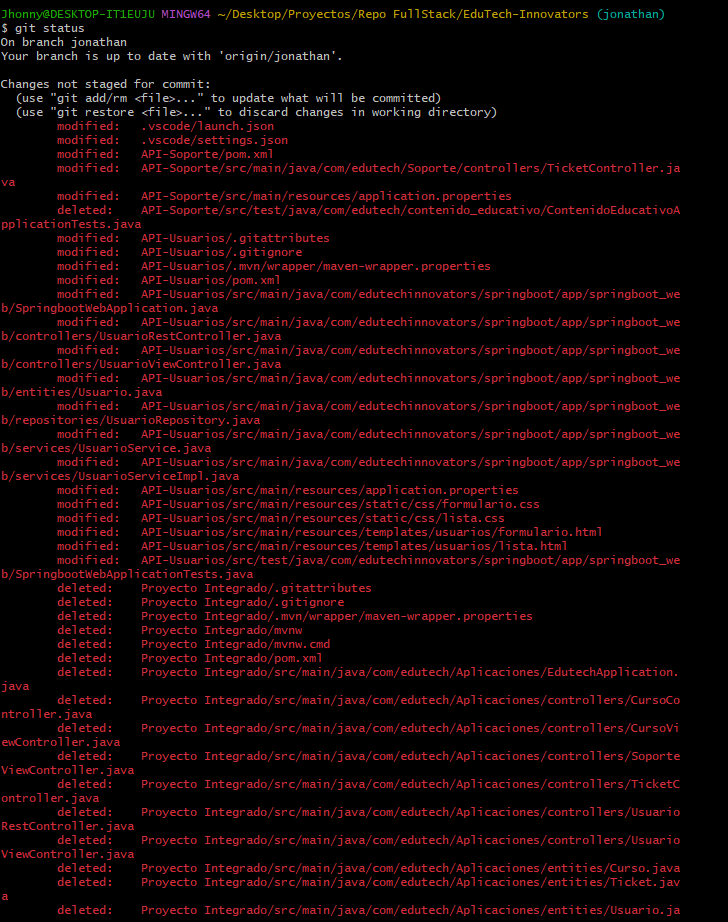 Jhonny@DESKTOP-IT1EUJU MINGW64 ~/Desktop/Proyectos/Repo FullStack/EduTech-Innovators (jonathan)
$ git status
On branch jonathan
Your branch is up to date with 'origin/jonathan'.

Changes not staged for commit:
  (use "git add/rm <file>..." to update what will be committed)
  (use "git restore <file>..." to discard changes in working directory)
        modified:   .vscode/launch.json
        modified:   .vscode/settings.json
        modified:   API-Soporte/pom.xml
        modified:   API-Soporte/src/main/java/com/edutech/Soporte/controllers/TicketController.ja
va
        modified:   API-Soporte/src/main/resources/application.properties
        deleted:    API-Soporte/src/test/java/com/edutech/contenido_educativo/ContenidoEducativoA
pplicationTests.java
        modified:   API-Usuarios/.gitattributes
        modified:   API-Usuarios/.gitignore
        modified:   API-Usuarios/.mvn/wrapper/maven-wrapper.properties
        modified:   API-Usuarios/pom.xml
        modified:   API-Usuarios/src/main/java/com/edutechinnovators/springboot/app/springboot_we
b/SpringbootWebApplication.java
        modified:   API-Usuarios/src/main/java/com/edutechinnovators/springboot/app/springboot_we
b/controllers/UsuarioRestController.java
        modified:   API-Usuarios/src/main/java/com/edutechinnovators/springboot/app/springboot_we
b/controllers/UsuarioViewController.java
        modified:   API-Usuarios/src/main/java/com/edutechinnovators/springboot/app/springboot_we
b/entities/Usuario.java
        modified:   API-Usuarios/src/main/java/com/edutechinnovators/springboot/app/springboot_we
b/repositories/UsuarioRepository.java
        modified:   API-Usuarios/src/main/java/com/edutechinnovators/springboot/app/springboot_we
b/services/UsuarioService.java
        modified:   API-Usuarios/src/main/java/com/edutechinnovators/springboot/app/springboot_we
b/services/UsuarioServiceImpl.java
        modified:   API-Usuarios/src/main/resources/application.properties
        modified:   API-Usuarios/src/main/resources/static/css/formulario.css
        modified:   API-Usuarios/src/main/resources/static/css/lista.css
        modified:   API-Usuarios/src/main/resources/templates/usuarios/formulario.html
        modified:   API-Usuarios/src/main/resources/templates/usuarios/lista.html
        modified:   API-Usuarios/src/test/java/com/edutechinnovators/springboot/app/springboot_we
b/SpringbootWebApplicationTests.java
        deleted:    Proyecto Integrado/.gitattributes
        deleted:    Proyecto Integrado/.gitignore
        deleted:    Proyecto Integrado/.mvn/wrapper/maven-wrapper.properties
        deleted:    Proyecto Integrado/mvnw
        deleted:    Proyecto Integrado/mvnw.cmd
        deleted:    Proyecto Integrado/pom.xml
        deleted:    Proyecto Integrado/src/main/java/com/edutech/Aplicaciones/EdutechApplication.
java
        deleted:    Proyecto Integrado/src/main/java/com/edutech/Aplicaciones/controllers/CursoCo
ntroller.java
        deleted:    Proyecto Integrado/src/main/java/com/edutech/Aplicaciones/controllers/CursoVi
ewController.java
        deleted:    Proyecto Integrado/src/main/java/com/edutech/Aplicaciones/controllers/Soporte
ViewController.java
        deleted:    Proyecto Integrado/src/main/java/com/edutech/Aplicaciones/controllers/TicketC
ontroller.java
        deleted:    Proyecto Integrado/src/main/java/com/edutech/Aplicaciones/controllers/Usuario
RestController.java
        deleted:    Proyecto Integrado/src/main/java/com/edutech/Aplicaciones/controllers/Usuario
ViewController.java
        deleted:    Proyecto Integrado/src/main/java/com/edutech/Aplicaciones/entities/Curso.java
        deleted:    Proyecto Integrado/src/main/java/com/edutech/Aplicaciones/entities/Ticket.jav
a
        deleted:    Proyecto Integrado/src/main/java/com/edutech/Aplicaciones/entities/Usuario.ja